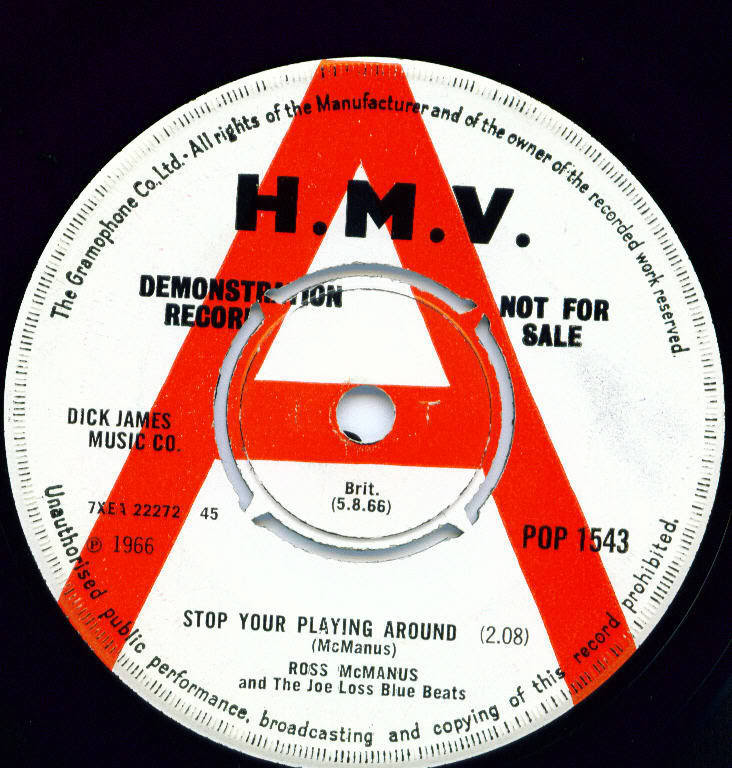 The Gramophone Co., Ltd. - All rights of the Manufacturer and of the owner of the recorded work reserved.
H.M.V.
DEMONSTRATION
RECORD
NOT FOR
SALE
DICK JAMES
MUSIC CO.
Brit.
(5.8.66)
7XEA 22272 45
℗ 1966
POP 1543
STOP YOUR PLAYING AROUND (2.08)
(McManus)
ROSS McMANUS
and The Joe Loss Blue Beats
Unauthorised public performance, broadcasting and copying of this record prohibited.
A